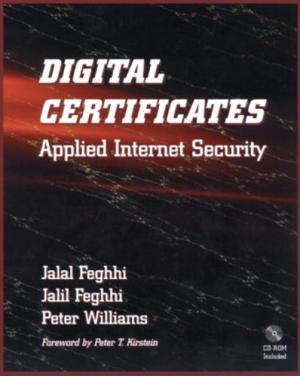 DIGITAL
CERTIFICATES
Applied Internet Security
Jalal Feghhi
Jalil Feghhi
Peter Williams
Foreword by Peter T. Kirstein
CD-ROM
Included